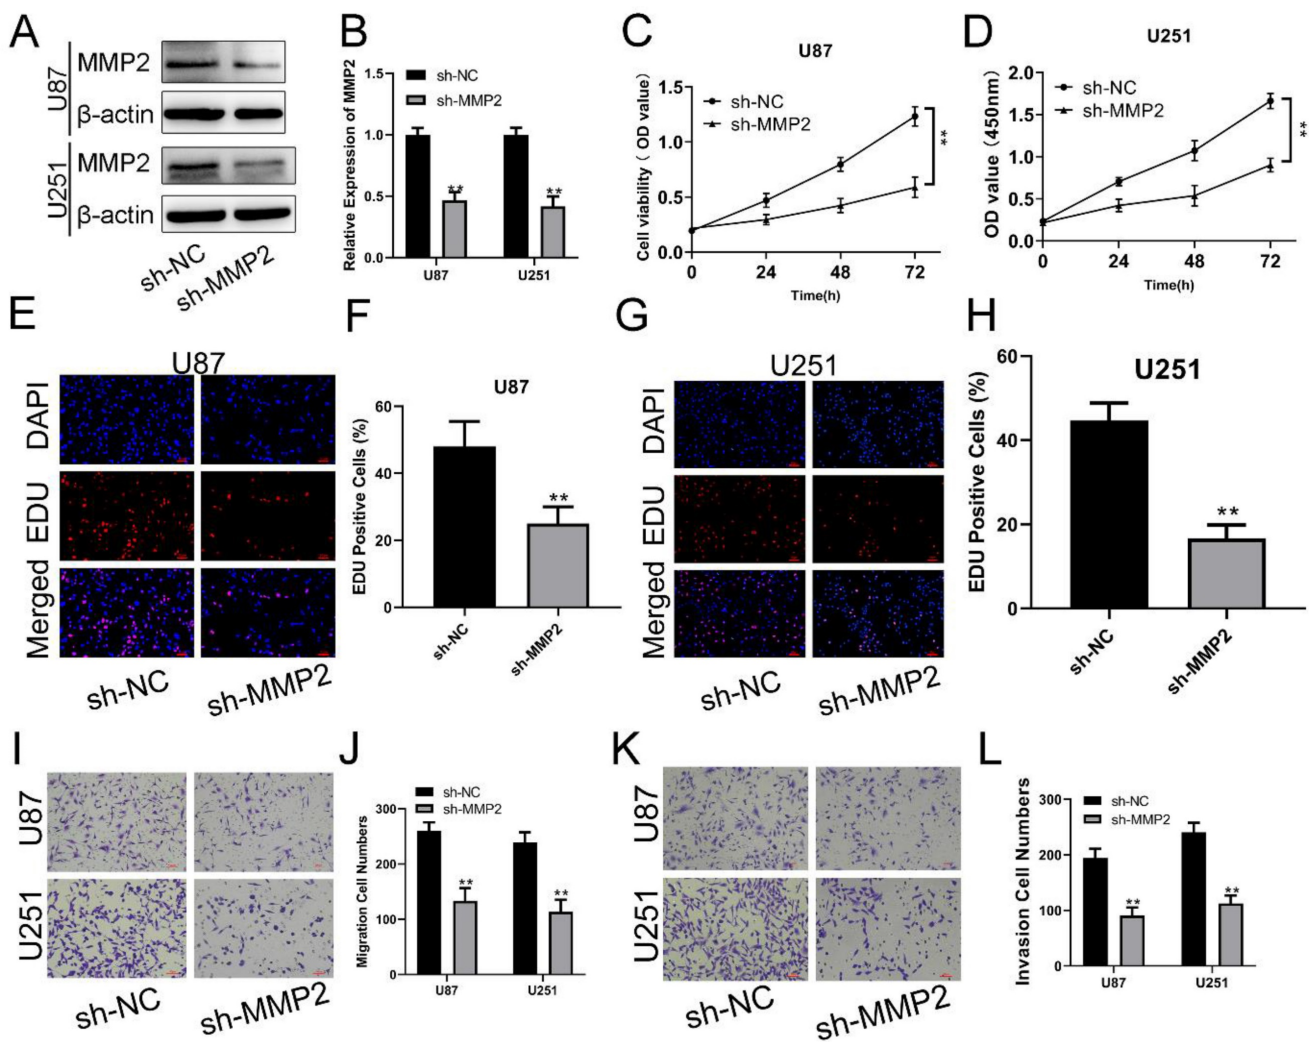 A
U87
MMP2
β-actin
U251
MMP2
β-actin
sh-NC
sh-MMP2
B
Relative Expression of MMP2
1.5
1.0
0.5
0.0
sh-NC
sh-MMP2
**
**
U87
U251
C
U87
Cell viability ( OD value)
1.5
1.0
0.5
0.0
sh-NC
sh-MMP2
**
0
24
48
72
Time(h)
D
U251
OD value (450nm)
2.0
1.5
1.0
0.5
0.0
sh-NC
sh-MMP2
**
0
24
48
72
Time(h)
E
U87
DAPI
EDU
Merged
sh-NC
sh-MMP2
F
U87
EDU Positive Cells (%)
60
40
20
0
**
sh-NC
sh-MMP2
G
U251
DAPI
EDU
Merged
sh-NC
sh-MMP2
H
U251
EDU Positive Cells (%)
60
40
20
0
**
sh-NC
sh-MMP2
I
U87
U251
sh-NC
sh-MMP2
J
Migration Cell Numbers
300
200
100
0
sh-NC
sh-MMP2
**
**
U87
U251
K
U87
U251
sh-NC
sh-MMP2
L
Invasion Cell Numbers
300
200
100
0
sh-NC
sh-MMP2
**
**
U87
U251